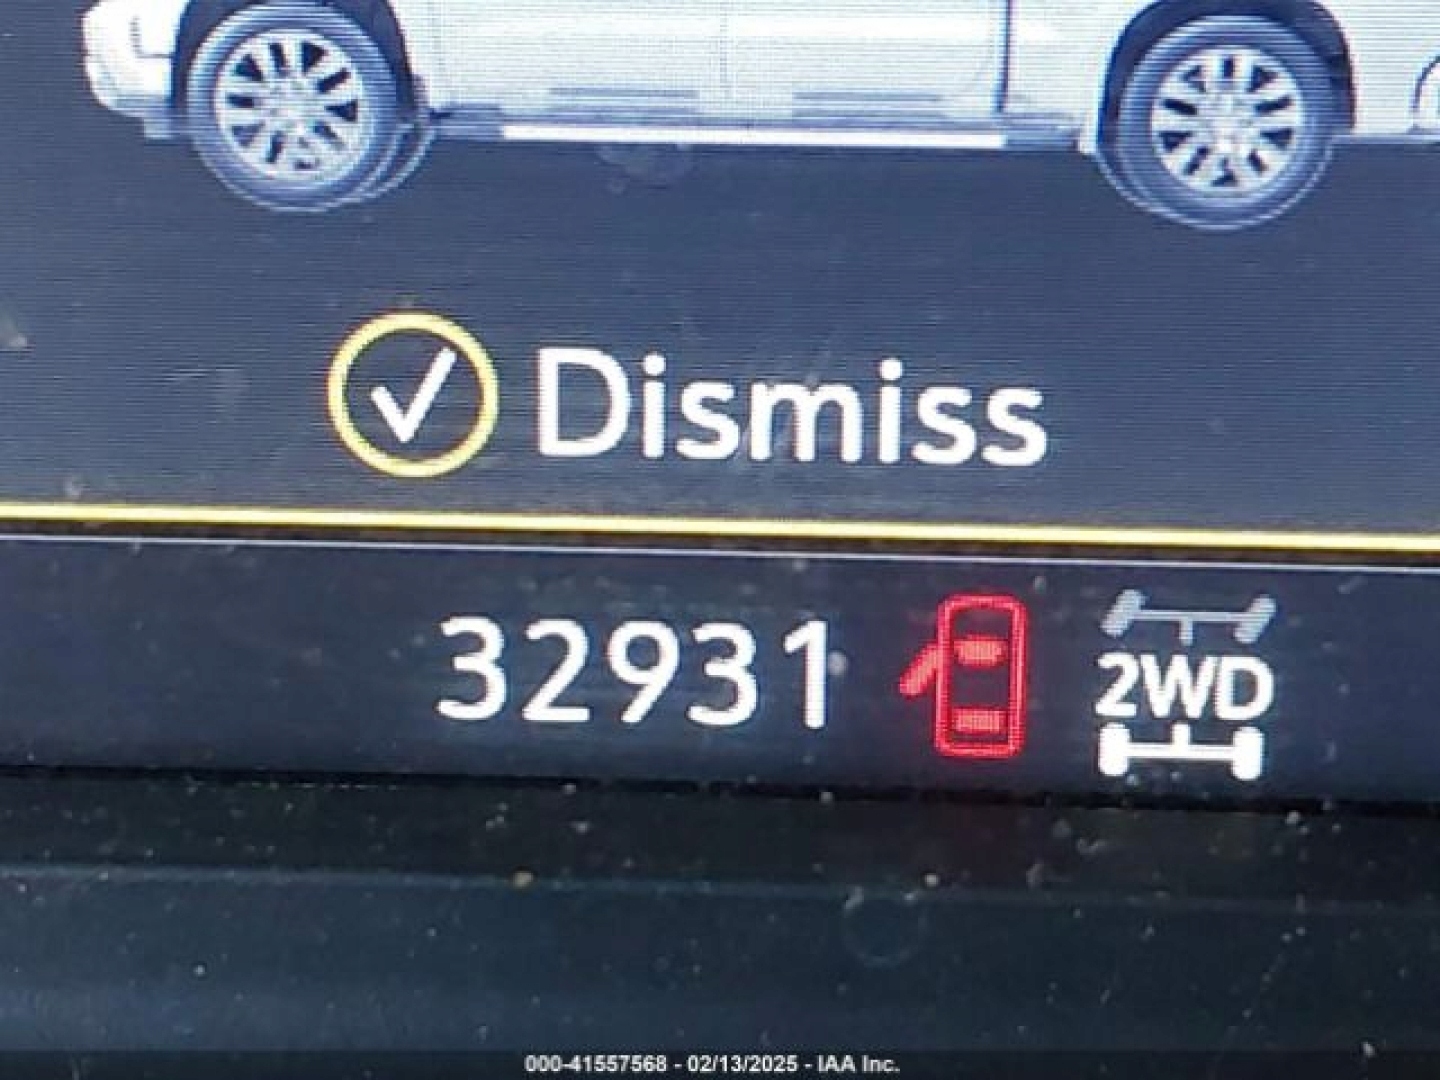 Dismiss
32931
2WD
000-41557568 - 02/13/2025 - IAA Inc.